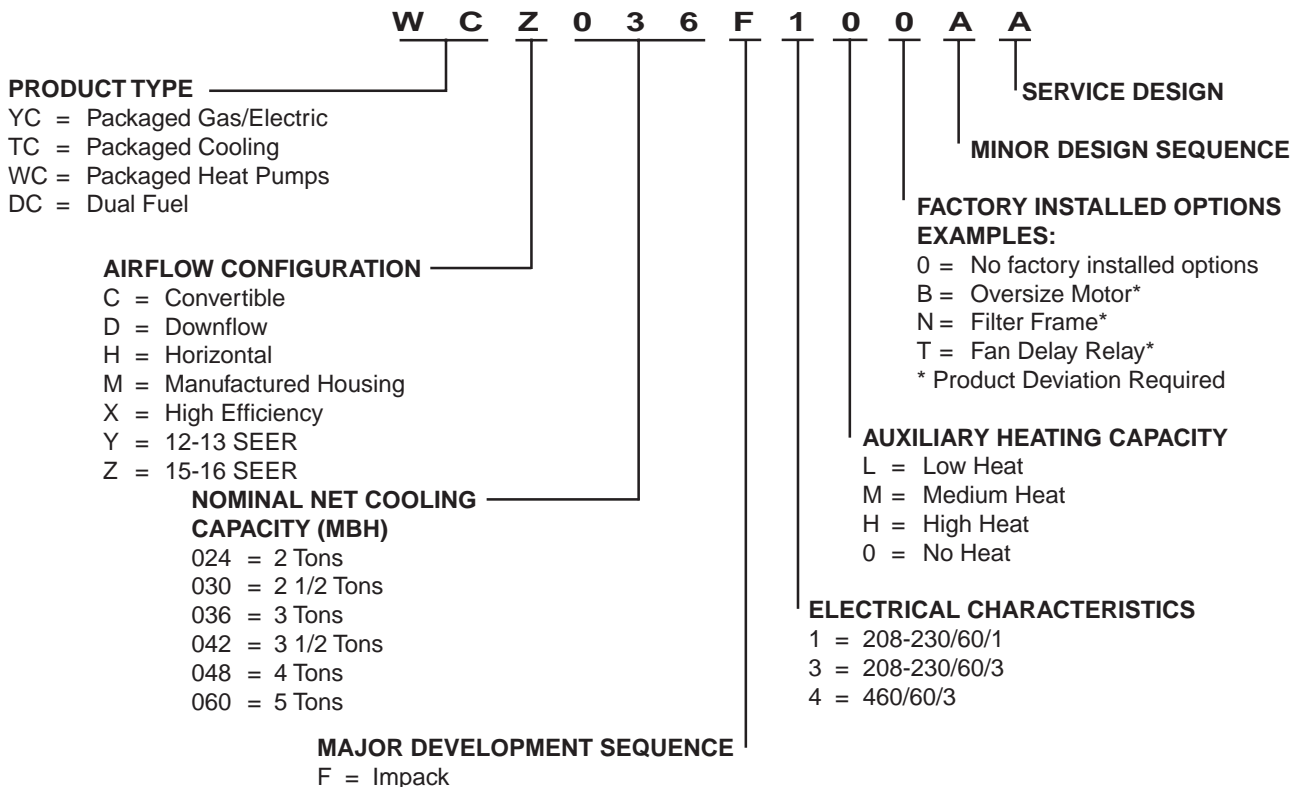 W C Z 0 3 6 F 1 0 0 A A
PRODUCT TYPE
YC = Packaged Gas/Electric
TC = Packaged Cooling
WC = Packaged Heat Pumps
DC = Dual Fuel
AIRFLOW CONFIGURATION
C = Convertible
D = Downflow
H = Horizontal
M = Manufactured Housing
X = High Efficiency
Y = 12-13 SEER
Z = 15-16 SEER
NOMINAL NET COOLING
CAPACITY (MBH)
024 = 2 Tons
030 = 2 1/2 Tons
036 = 3 Tons
042 = 3 1/2 Tons
048 = 4 Tons
060 = 5 Tons
MAJOR DEVELOPMENT SEQUENCE
F = Impack
ELECTRICAL CHARACTERISTICS
1 = 208-230/60/1
3 = 208-230/60/3
4 = 460/60/3
AUXILIARY HEATING CAPACITY
L = Low Heat
M = Medium Heat
H = High Heat
0 = No Heat
FACTORY INSTALLED OPTIONS
EXAMPLES:
0 = No factory installed options
B = Oversize Motor*
N = Filter Frame*
T = Fan Delay Relay*
* Product Deviation Required
MINOR DESIGN SEQUENCE
SERVICE DESIGN